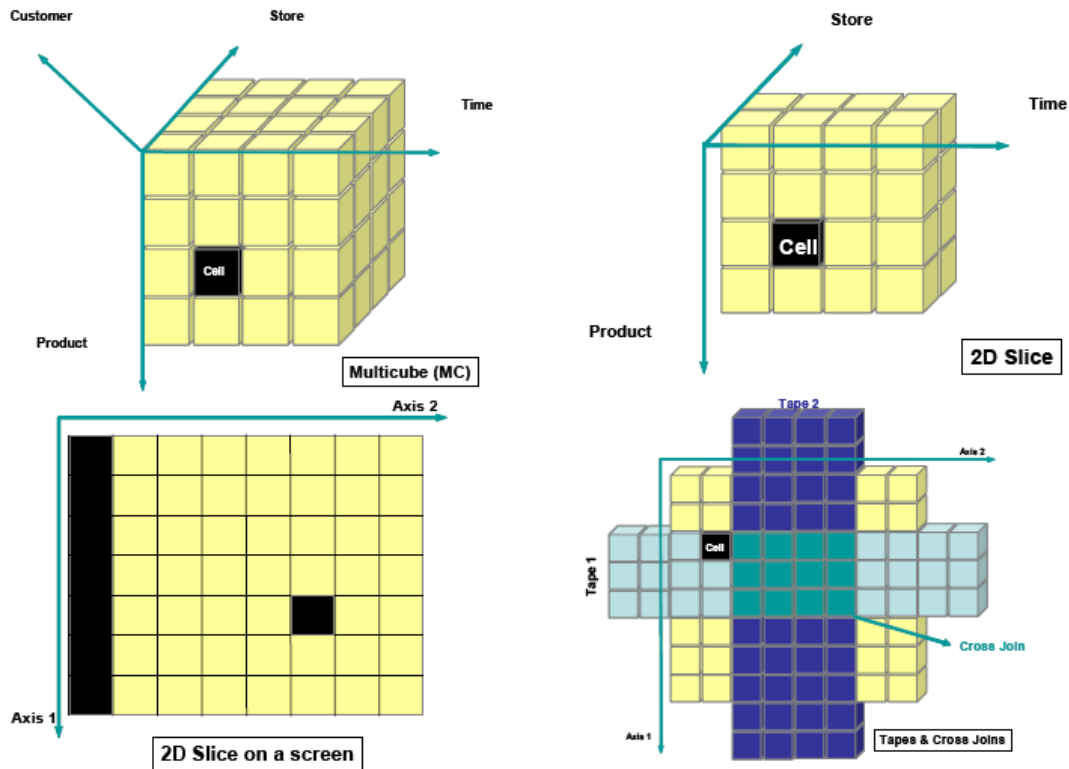 Customer
Store
Time
Cell
Product
Multicube (MC)
Store
Time
Cell
Product
2D Slice
Axis 2
Axis 1
2D Slice on a screen
Tape 2
Axis 2
Cell
Tape 1
Cross Join
Axis 1
Tapes & Cross Joins